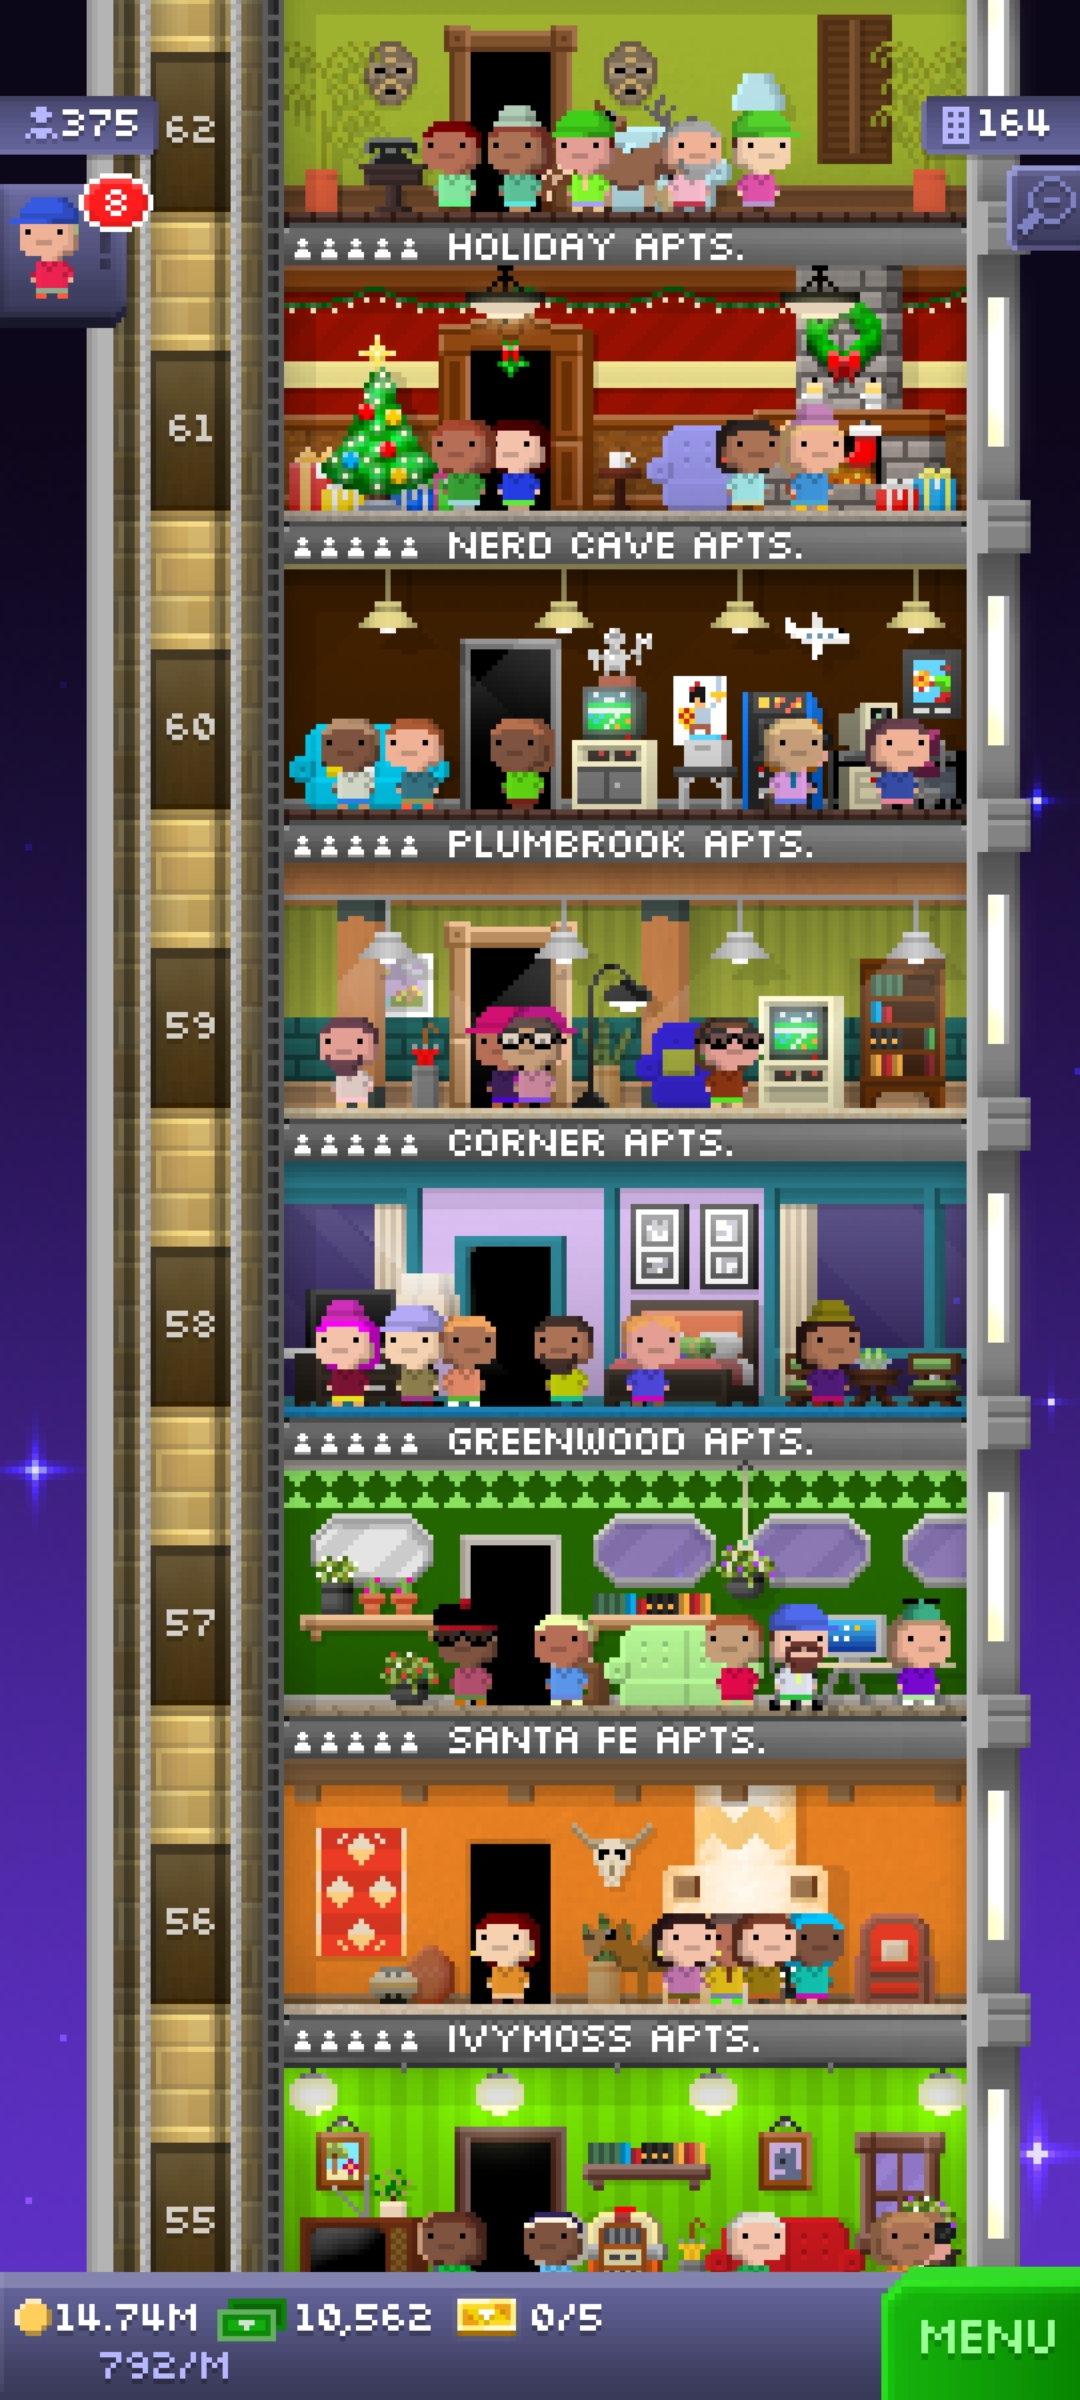 375
62
164
8
HOLIDAY APTS.
61
NERD CAVE APTS.
60
PLUMBROOK APTS.
59
CORNER APTS.
58
GREENWOOD APTS.
57
SANTA FE APTS.
56
IVYMOSS APTS.
55
14.74M 10,562 0/5
792/M
MENU